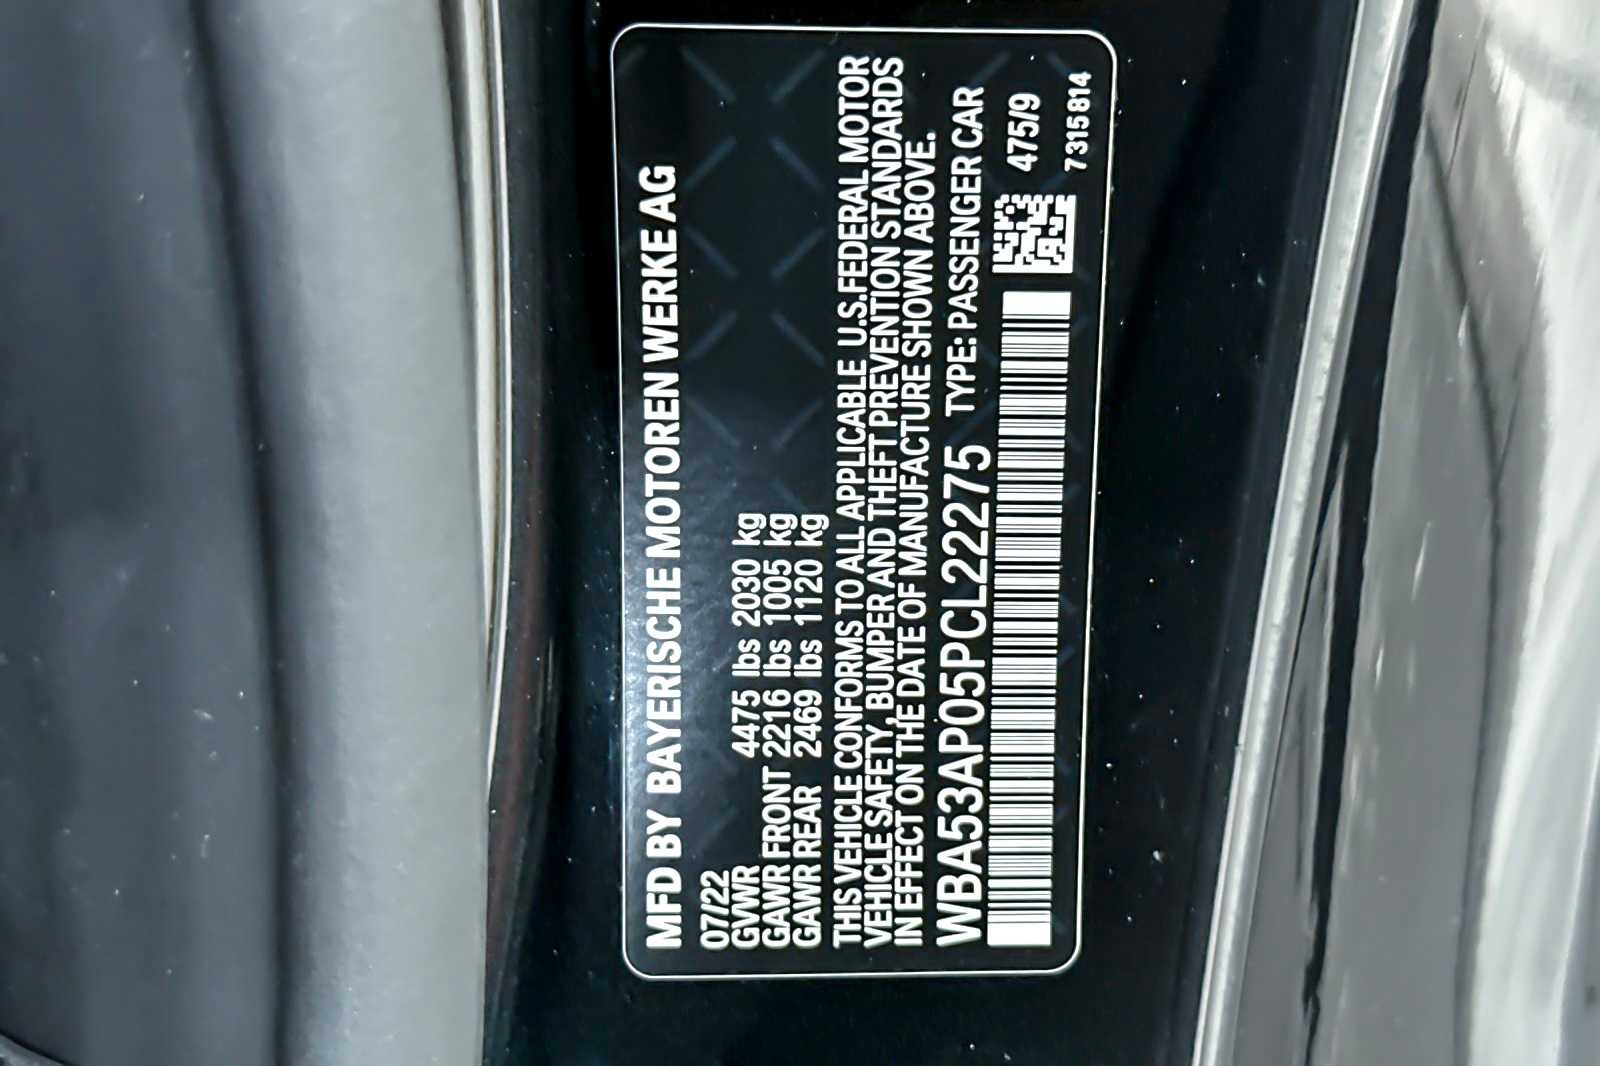 MFD BY BAYERISCHE MOTOREN WERKE AG
07/22
GVWR 4475 lbs 2030 kg
GAWR FRONT 2216 lbs 1005 kg
GAWR REAR 2469 lbs 1120 kg
THIS VEHICLE CONFORMS TO ALL APPLICABLE U.S.FEDERAL MOTOR
VEHICLE SAFETY, BUMPER AND THEFT PREVENTION STANDARDS
IN EFFECT ON THE DATE OF MANUFACTURE SHOWN ABOVE.
WBA53AP05PCL22275 TYPE: PASSENGER CAR
475/9
7315814